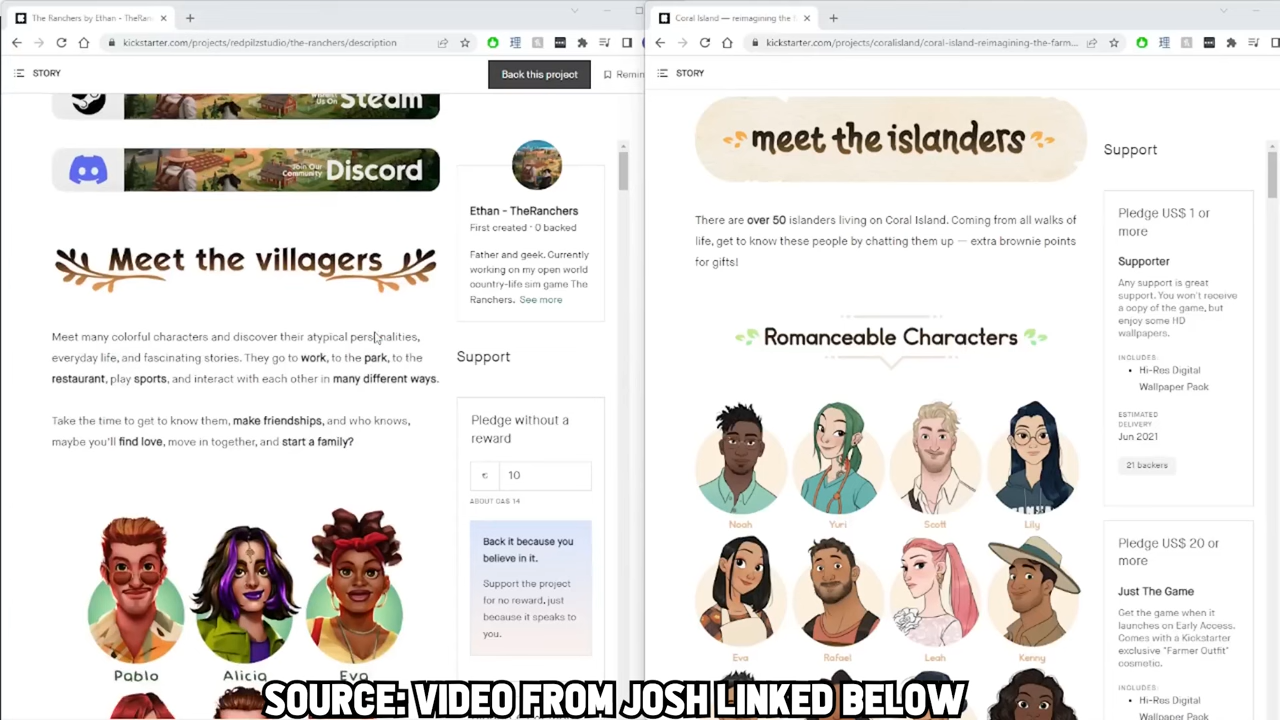 The Ranchers by Ethan - TheRan
kickstarter.com/projects/redpilzstudio/the-ranchers/description
STORY
Back this project
Remin
Steam
Join Our
Community
Discord
Meet the villagers
Meet many colorful characters and discover their atypical personalities,
everyday life, and fascinating stories. They go to work, to the park, to the
restaurant, play sports, and interact with each other in many different ways.
Take the time to get to know them, make friendships, and who knows,
maybe you'll find love, move in together, and start a family?
Pablo
Alicia
Eva
Ethan - TheRanchers
First created · 0 backed
Father and geek. Currently
working on my open world
country-life sim game The
Ranchers. See more
Support
Pledge without a
reward
€ 10
ABOUT CA$ 14
Back it because you
believe in it.
Support the project
for no reward, just
because it speaks to
you.
Coral Island — reimagining the
kickstarter.com/projects/coralisland/coral-island-reimagining-the-farm...
STORY
meet the islanders
There are over 50 islanders living on Coral Island. Coming from all walks of
life, get to know these people by chatting them up — extra brownie points
for gifts!
Romanceable Characters
Noah
Yuri
Scott
Lily
Eva
Rafael
Leah
Kenny
Support
Pledge US$ 1 or
more
Supporter
Any support is great
support. You won't receive
a copy of the game, but
enjoy some HD
wallpapers.
INCLUDES:
• Hi-Res Digital
Wallpaper Pack
ESTIMATED
DELIVERY
Jun 2021
21 backers
Pledge US$ 20 or
more
Just The Game
Get the game when it
launches on Early Access.
Comes with a Kickstarter
exclusive "Farmer Outfit"
cosmetic.
INCLUDES:
• Hi-Res Digital
Wallpaper Pack
SOURCE: VIDEO FROM JOSH LINKED BELOW